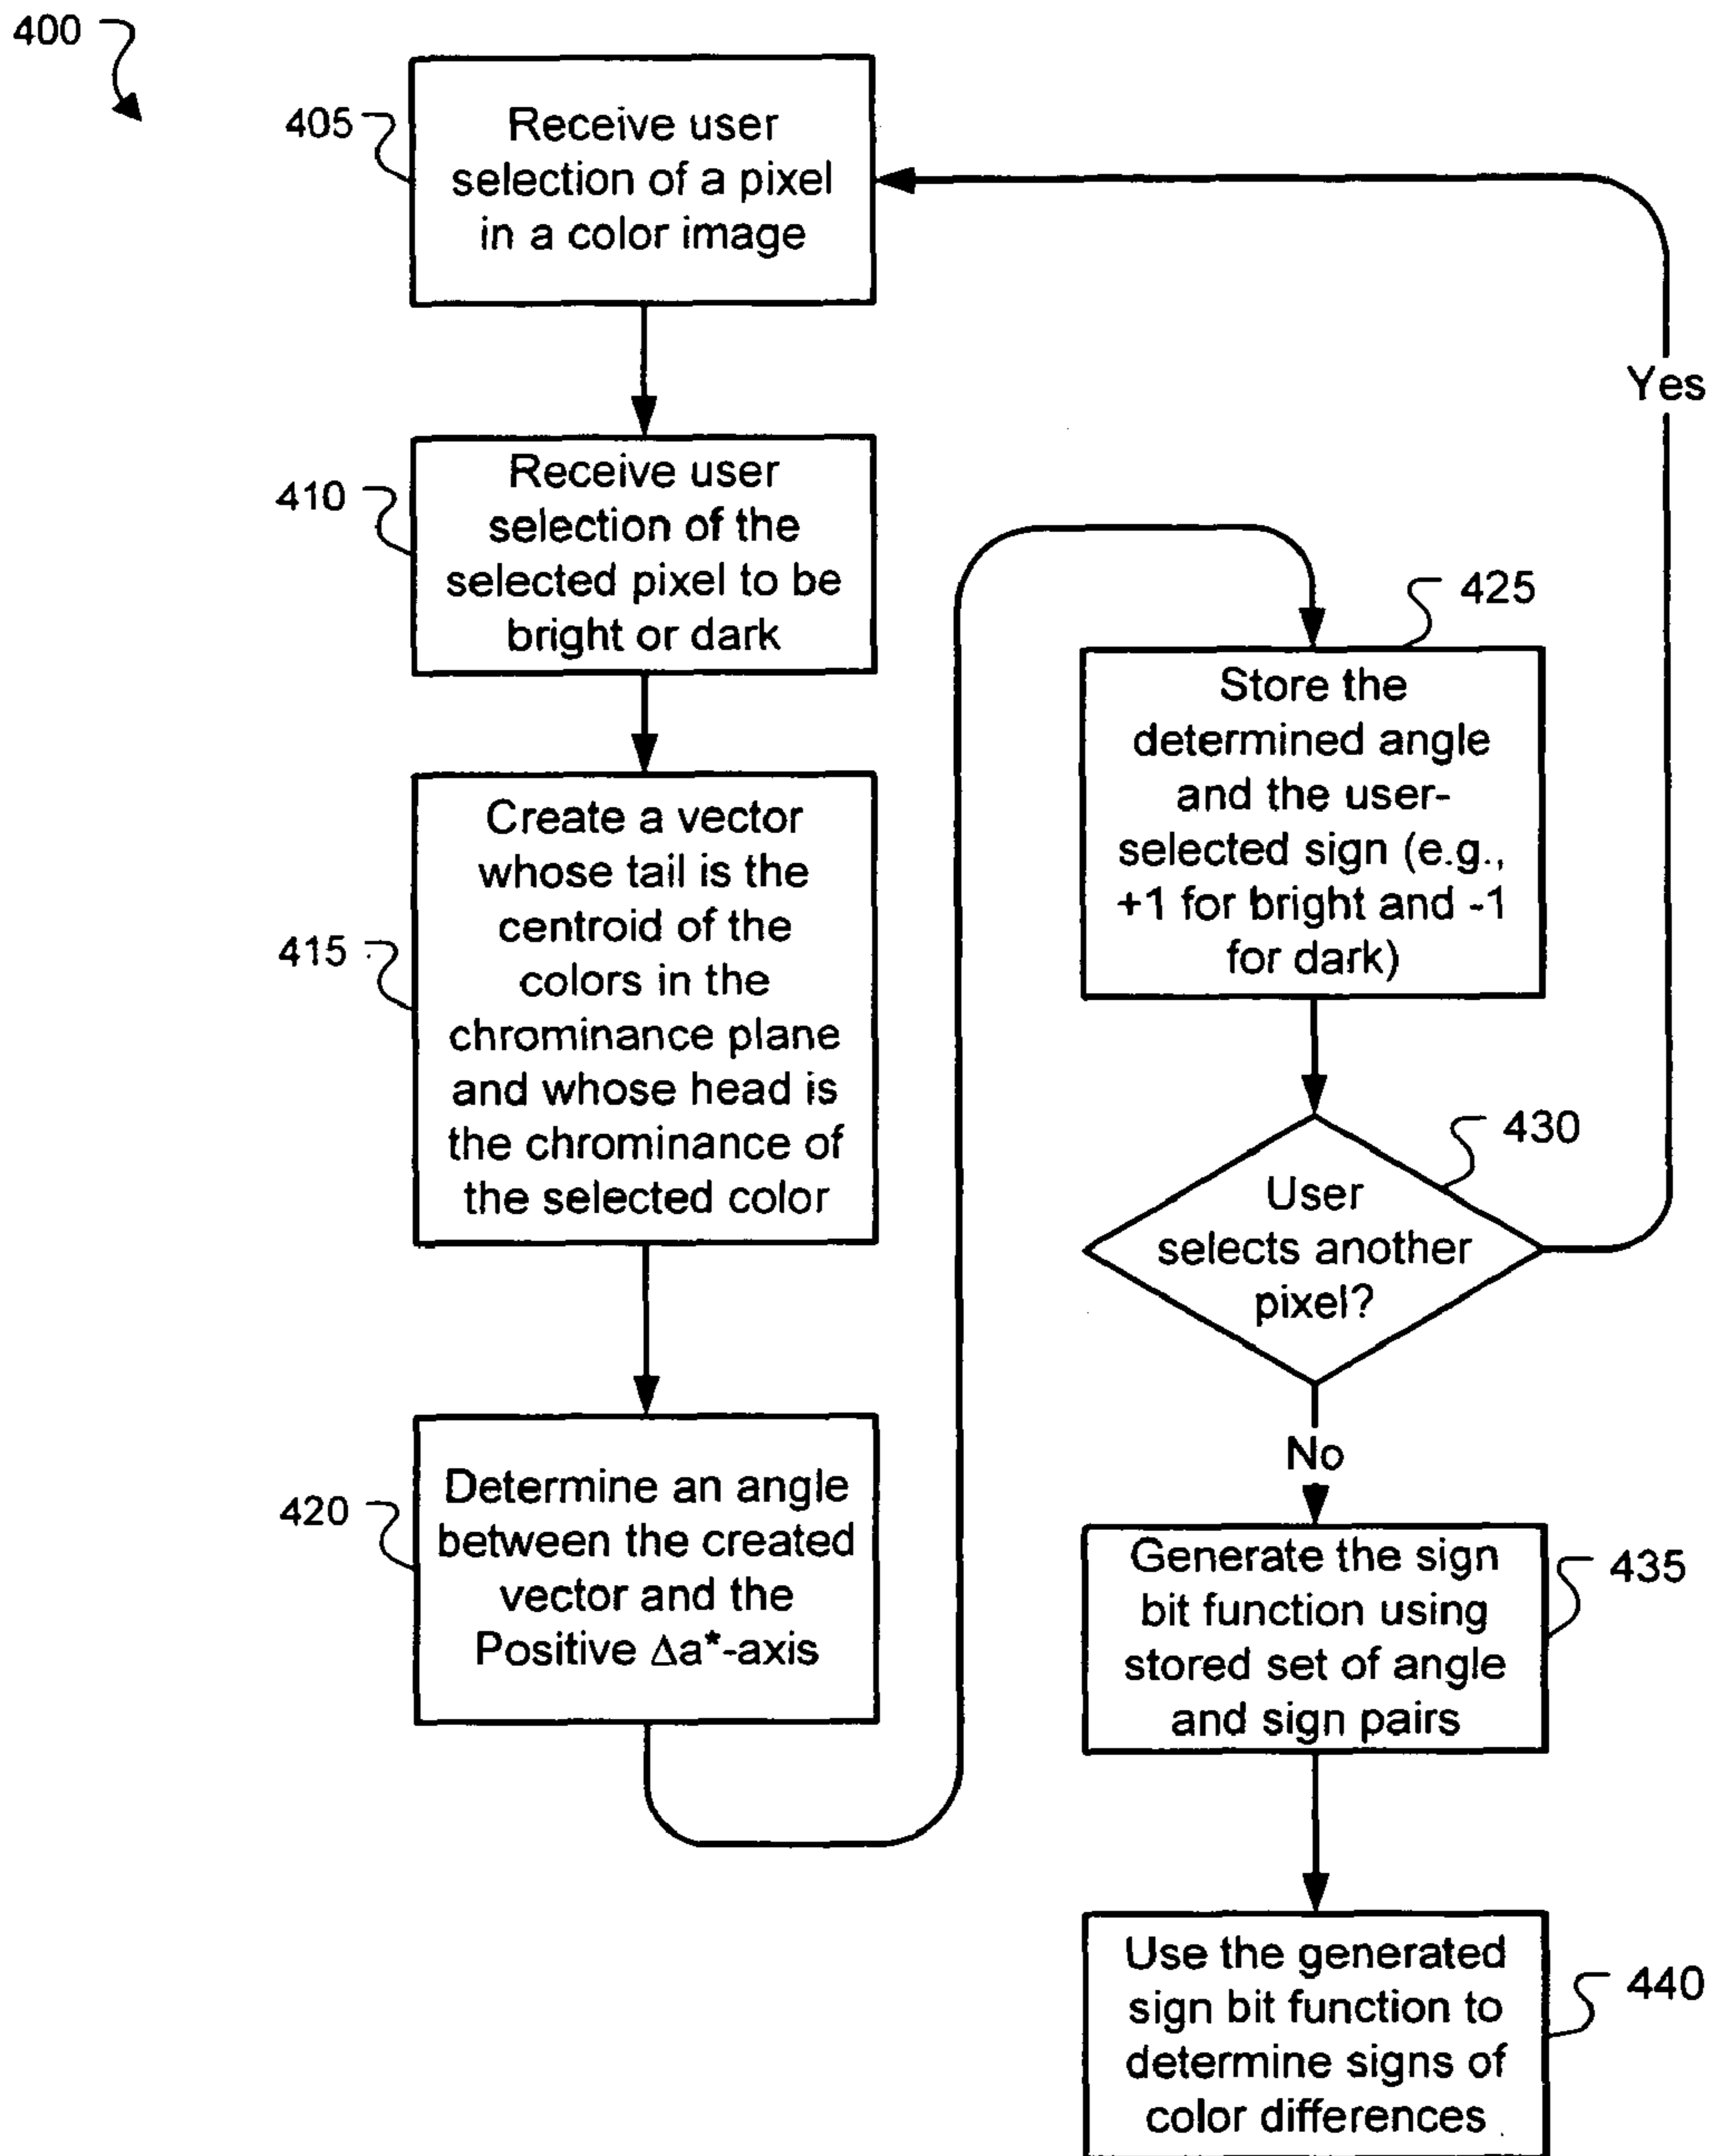 400
405
Receive user
selection of a pixel
in a color image
410
Receive user
selection of the
selected pixel to be
bright or dark
415
Create a vector
whose tail is the
centroid of the
colors in the
chrominance plane
and whose head is
the chrominance of
the selected color
420
Determine an angle
between the created
vector and the
Positive Δa*-axis
425
Store the
determined angle
and the user-
selected sign (e.g.,
+1 for bright and -1
for dark)
430
User
selects another
pixel?
Yes
No
435
Generate the sign
bit function using
stored set of angle
and sign pairs
440
Use the generated
sign bit function to
determine signs of
color differences